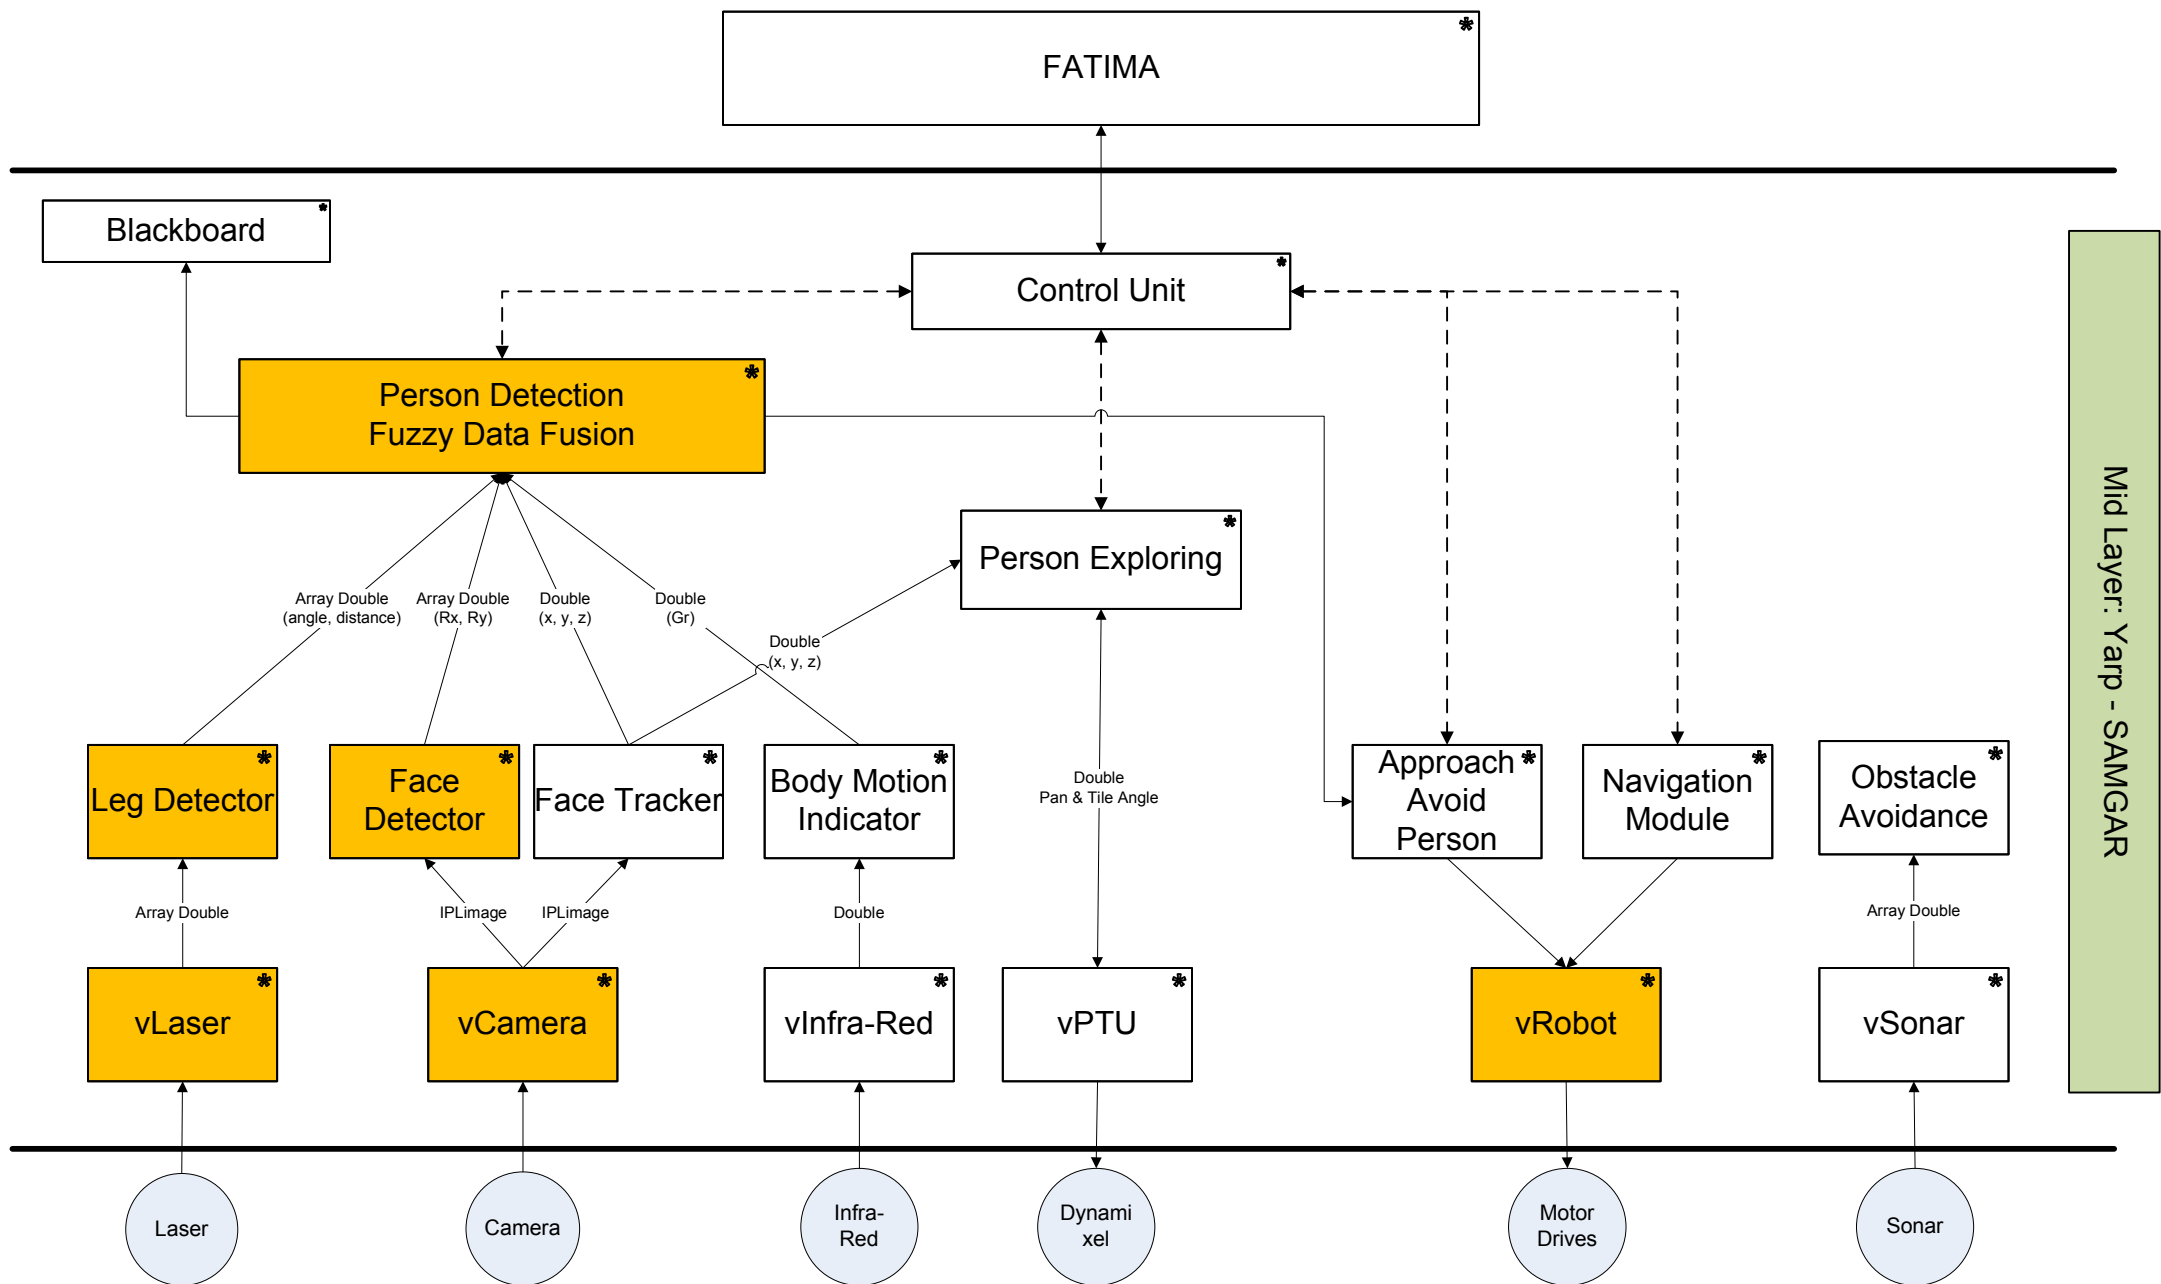 *
FATIMA
*
Blackboard
*
Control Unit
*
Person Detection
Fuzzy Data Fusion
*
Person Exploring
Array Double
(angle, distance)
Array Double
(Rx, Ry)
Double
(x, y, z)
Double
(Gr)
Double
(x, y, z)
Double
Pan & Tile Angle
*
Leg Detector
*
Face
Detector
*
Face Tracker
*
Body Motion
Indicator
*
Approach
Avoid
Person
*
Navigation
Module
*
Obstacle
Avoidance
Array Double
IPLimage
IPLimage
Double
Array Double
*
vLaser
*
vCamera
*
vInfra-Red
*
vPTU
*
vRobot
*
vSonar
Laser
Camera
Infra-
Red
Dynami
xel
Motor
Drives
Sonar
Mid Layer: Yarp - SAMGAR